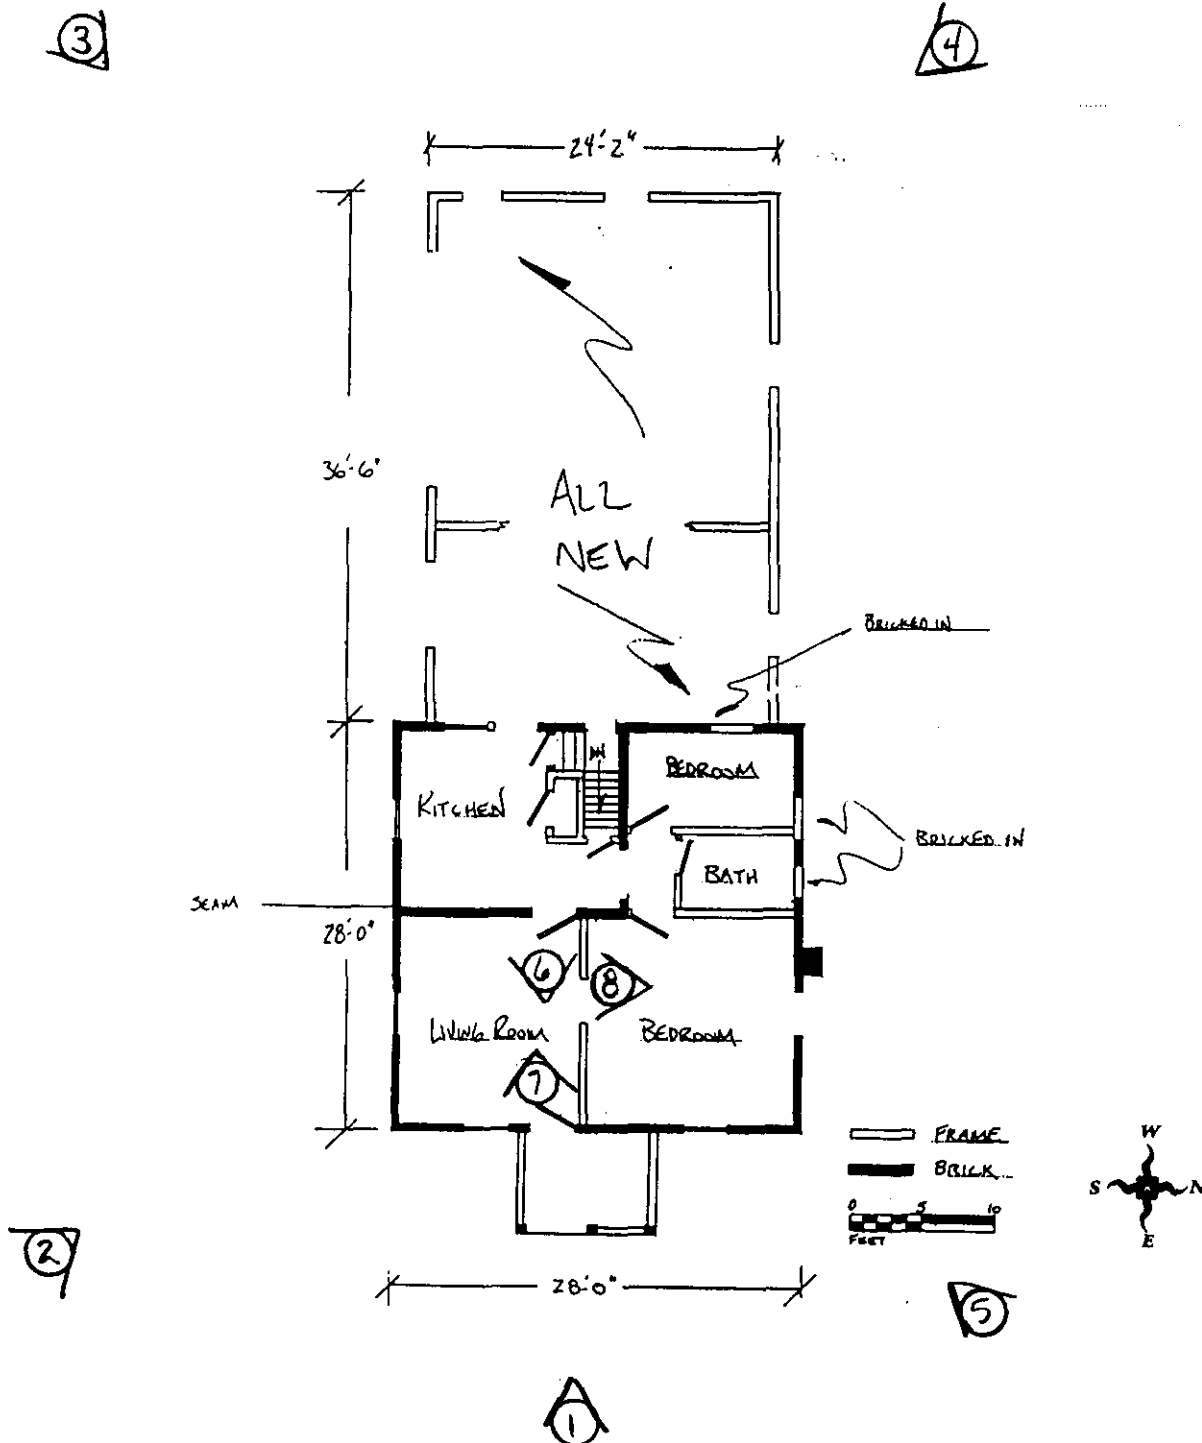 3
4
24'-2"
36'-6"
ALL
NEW
BRICKED IN
BEDROOM
KITCHEN
BRICKED IN
BATH
SEAM
28'-0"
6
8
LIVING ROOM
BEDROOM
7
FRAME
BRICK
W
S N
E
0 5 10
FEET
2
28'-0"
5
1